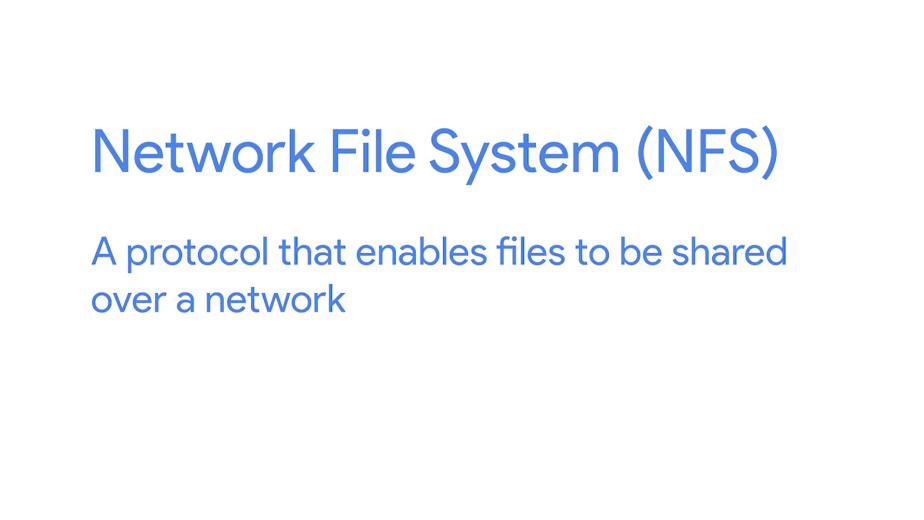 Network File System (NFS)
A protocol that enables files to be shared
over a network